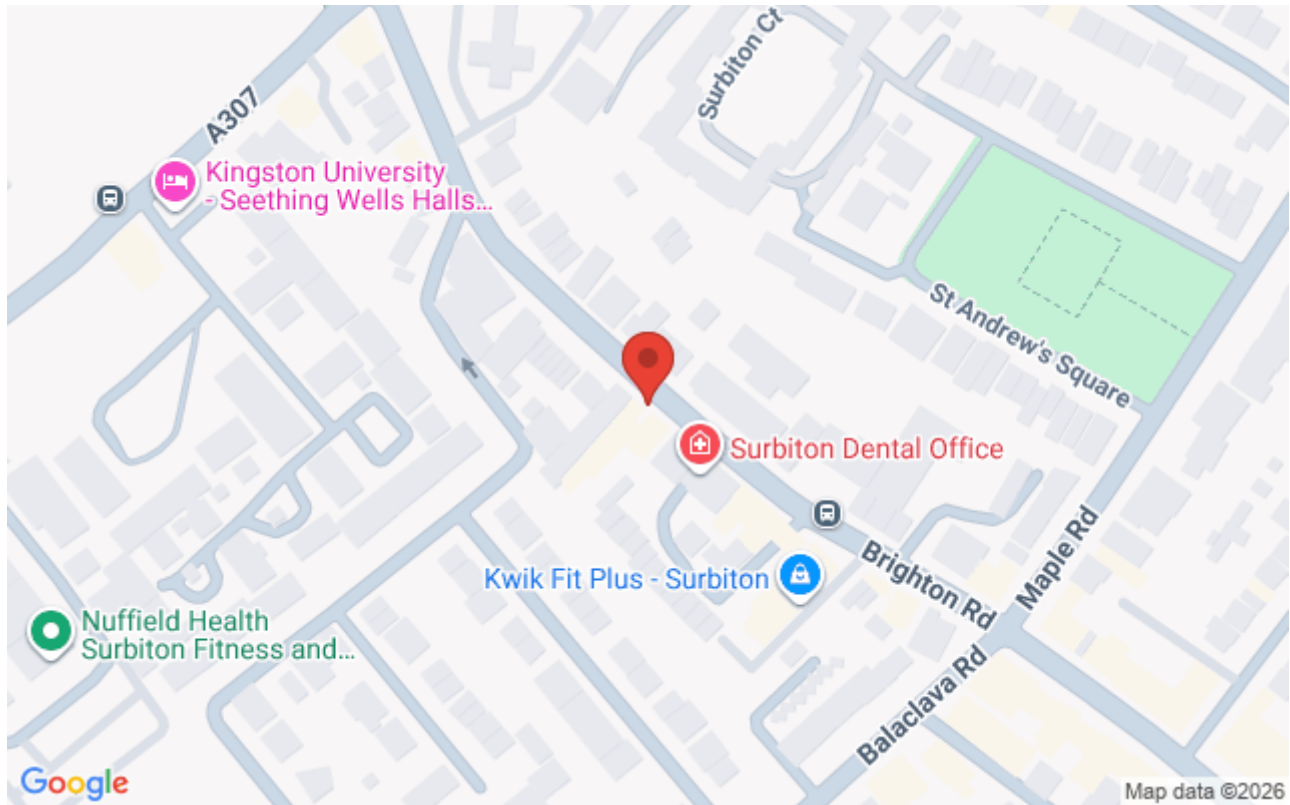 Surbiton Ct
A307
Kingston University
- Seething Wells Halls...
St Andrew's Square
Surbiton Dental Office
Maple Rd
Brighton Rd
Kwik Fit Plus - Surbiton
Nuffield Health
Surbiton Fitness and...
Balaclava Rd
Google
Map data ©2026